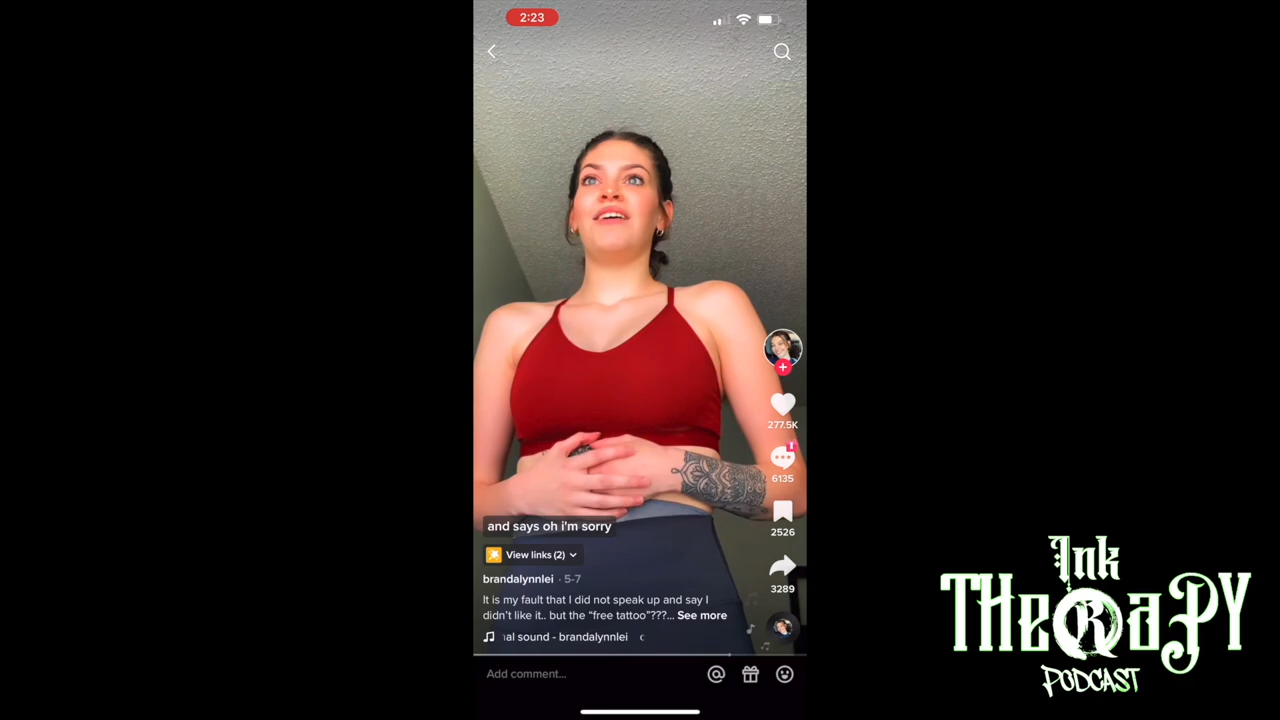 2:23
277.5K
6135
2526
3289
and says oh i'm sorry
View links (2)
brandalynnlei · 5-7
It is my fault that I did not speak up and say I
didn't like it.. but the "free tattoo"???... See more
al sound - brandalynnlei
Add comment...
Ink
THeRaPY
PODCAST